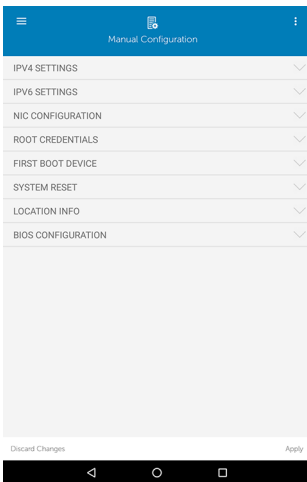 Manual Configuration
IPV4 SETTINGS
IPV6 SETTINGS
NIC CONFIGURATION
ROOT CREDENTIALS
FIRST BOOT DEVICE
SYSTEM RESET
LOCATION INFO
BIOS CONFIGURATION
Discard Changes Apply